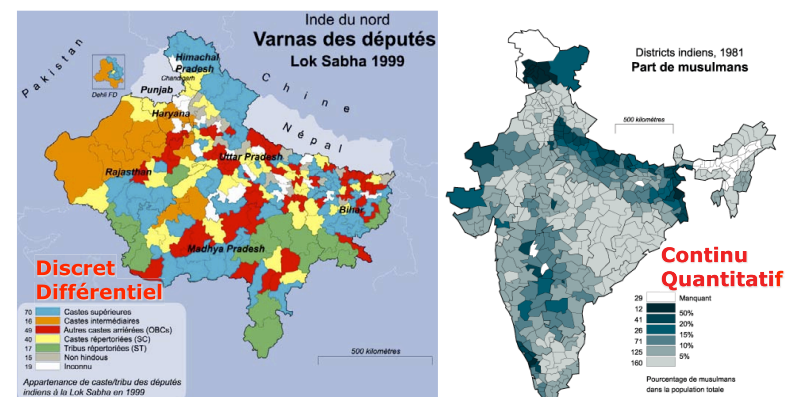 Inde du nord
Varnas des députés
Lok Sabha 1999
Pakistan
Chine
Népal
Himachal
Pradesh
Chandigarh
Dehli FD
Punjab
Haryana
Uttar Pradesh
Rajasthan
Bihar
Madhya Pradesh
Discret
Différentiel
70 Castes supérieures
16 Castes intermédiaires
49 Autres castes arriérées (OBCs)
40 Castes répertoriées (SC)
17 Tribus répertoriées (ST)
15 Non hindous
19 Inconnu
500 kilomètres
Appartenance de caste/tribu des députés
indiens à la Lok Sabha en 1999
Districts indiens, 1981
Part de musulmans
500 kilomètres
Continu
Quantitatif
29 Manquant
12
50%
41
20%
26
15%
71
10%
125
5%
160
Pourcentage de musulmans
dans la population totale